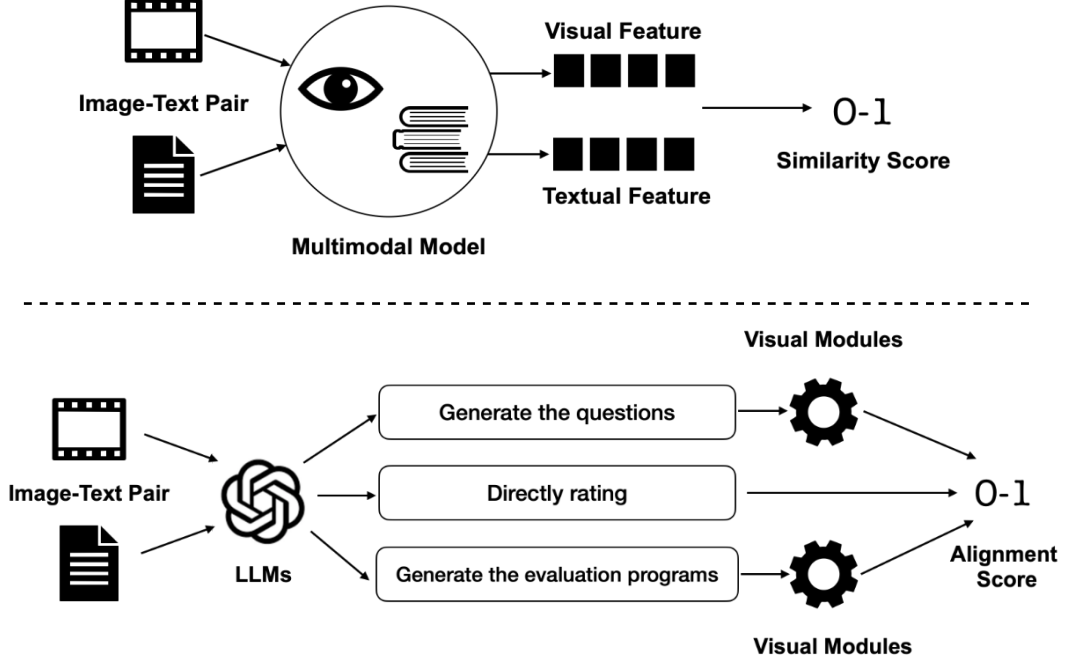 Visual Feature
Image-Text Pair
0-1
Similarity Score
Textual Feature
Multimodal Model
Visual Modules
Generate the questions
Image-Text Pair
Directly rating
0-1
LLMs
Generate the evaluation programs
Alignment
Score
Visual Modules